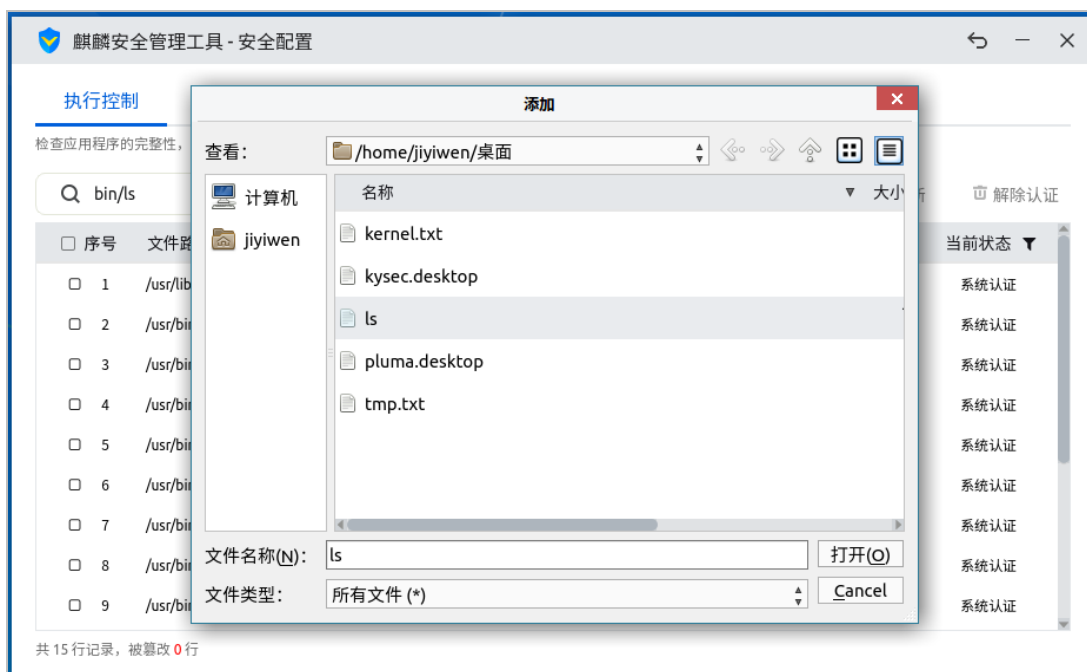 麒麟安全管理工具 - 安全配置
执行控制
检查应用程序的完整性，
bin/ls
解除认证
序号 文件路 当前状态
1 /usr/lib 系统认证
2 /usr/bin 系统认证
3 /usr/bin 系统认证
4 /usr/bin 系统认证
5 /usr/bin 系统认证
6 /usr/bin 系统认证
7 /usr/bin 系统认证
8 /usr/bin 系统认证
9 /usr/bin 系统认证
共 15 行记录，被篡改 0 行
添加
查看： /home/jiyiwen/桌面
计算机
jiyiwen
名称 大小
kernel.txt
kysec.desktop
ls
pluma.desktop
tmp.txt
文件名称(N)： ls 打开(O)
文件类型： 所有文件 (*) Cancel